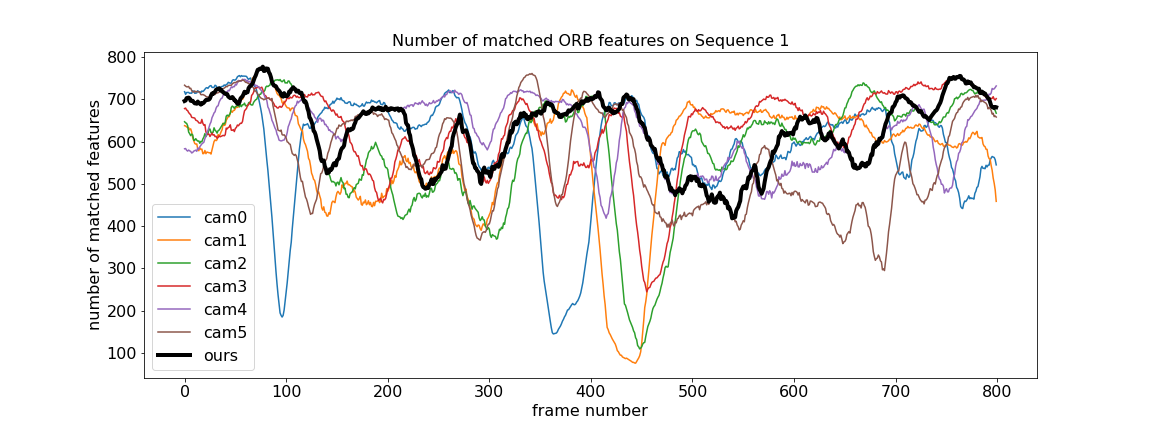 Number of matched ORB features on Sequence 1
number of matched features
800
700
600
500
400
300
200
100
cam0
cam1
cam2
cam3
cam4
cam5
ours
0 100 200 300 400 500 600 700 800
frame number